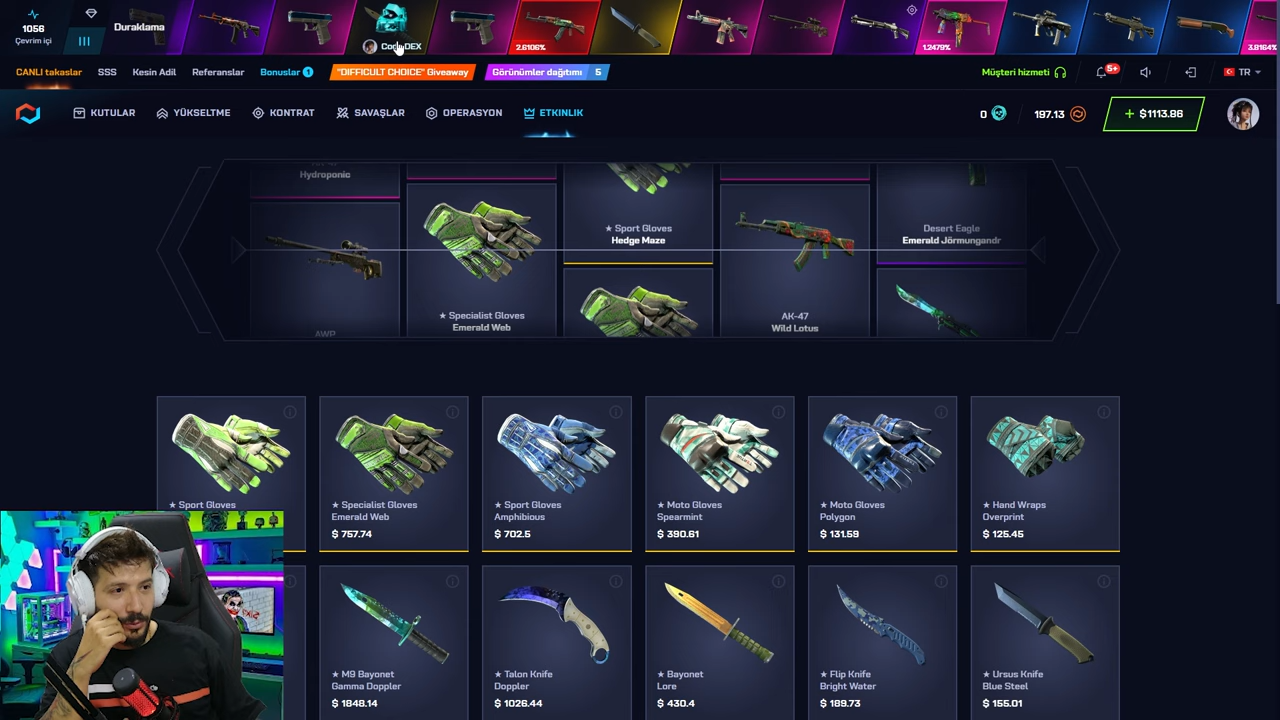 1056
Çevrim içi
Duraklama
2.6106%
1.2479%
3.8164%
CANLI takaslar
SSS
Kesin Adil
Referanslar
Bonuslar 1
"DIFFICULT CHOICE" Giveaway
Görünümler dağıtımı 5
Müşteri hizmeti
5+
TR
KUTULAR
YÜKSELTME
KONTRAT
SAVAŞLAR
OPERASYON
ETKINLIK
0
197.13
+ $1113.86
Hydroponic
AWP
★ Specialist Gloves
Emerald Web
★ Sport Gloves
Hedge Maze
AK-47
Wild Lotus
Desert Eagle
Emerald Jörmungandr
★ Sport Gloves
★ Specialist Gloves
Emerald Web
$ 757.74
★ Sport Gloves
Amphibious
$ 702.5
★ Moto Gloves
Spearmint
$ 390.61
★ Moto Gloves
Polygon
$ 131.59
★ Hand Wraps
Overprint
$ 125.45
★ M9 Bayonet
Gamma Doppler
$ 1848.14
★ Talon Knife
Doppler
$ 1026.44
★ Bayonet
Lore
$ 430.4
★ Flip Knife
Bright Water
$ 189.73
★ Ursus Knife
Blue Steel
$ 155.01